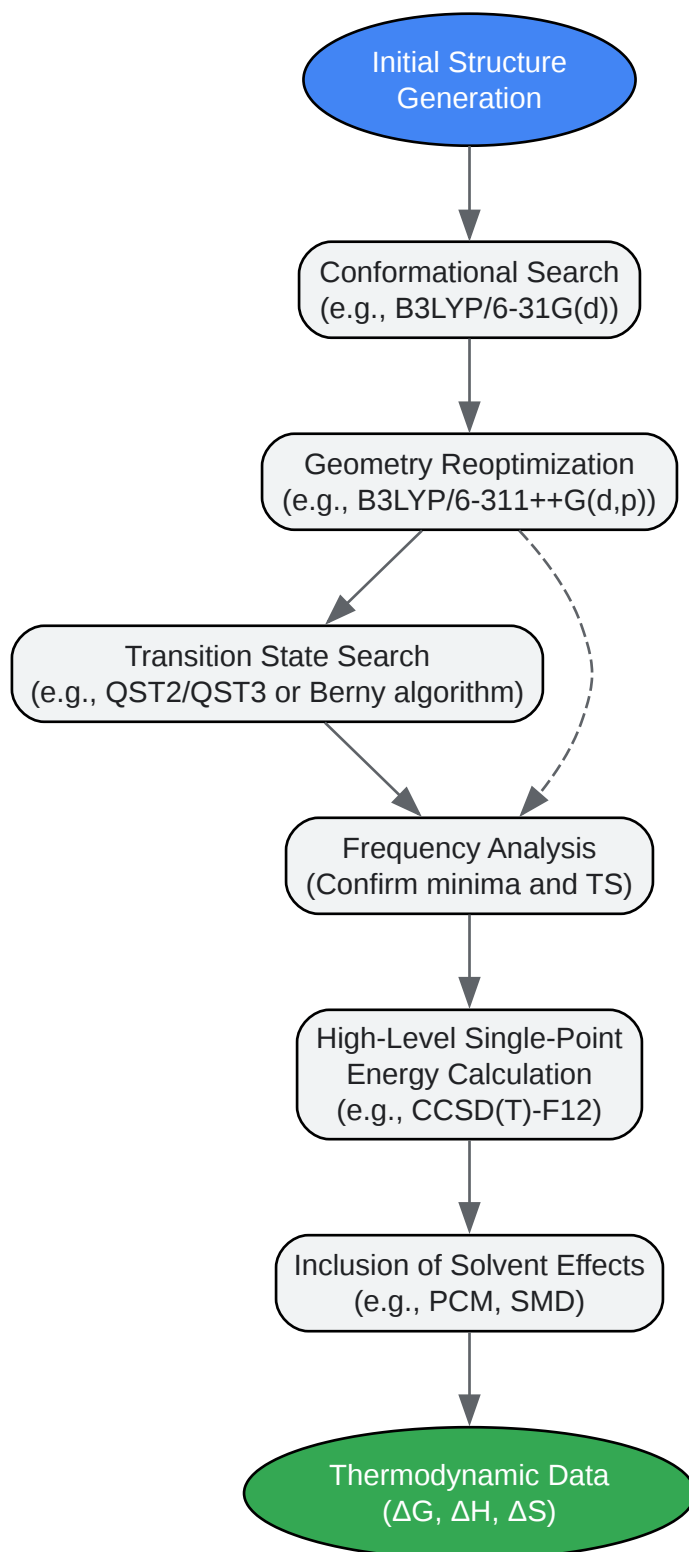 Initial Structure
Generation
Conformational Search
(e.g., B3LYP/6-31G(d))
Geometry Reoptimization
(e.g., B3LYP/6-311++G(d,p))
Transition State Search
(e.g., QST2/QST3 or Berny algorithm)
Frequency Analysis
(Confirm minima and TS)
High-Level Single-Point
Energy Calculation
(e.g., CCSD(T)-F12)
Inclusion of Solvent Effects
(e.g., PCM, SMD)
Thermodynamic Data
(ΔG, ΔH, ΔS)